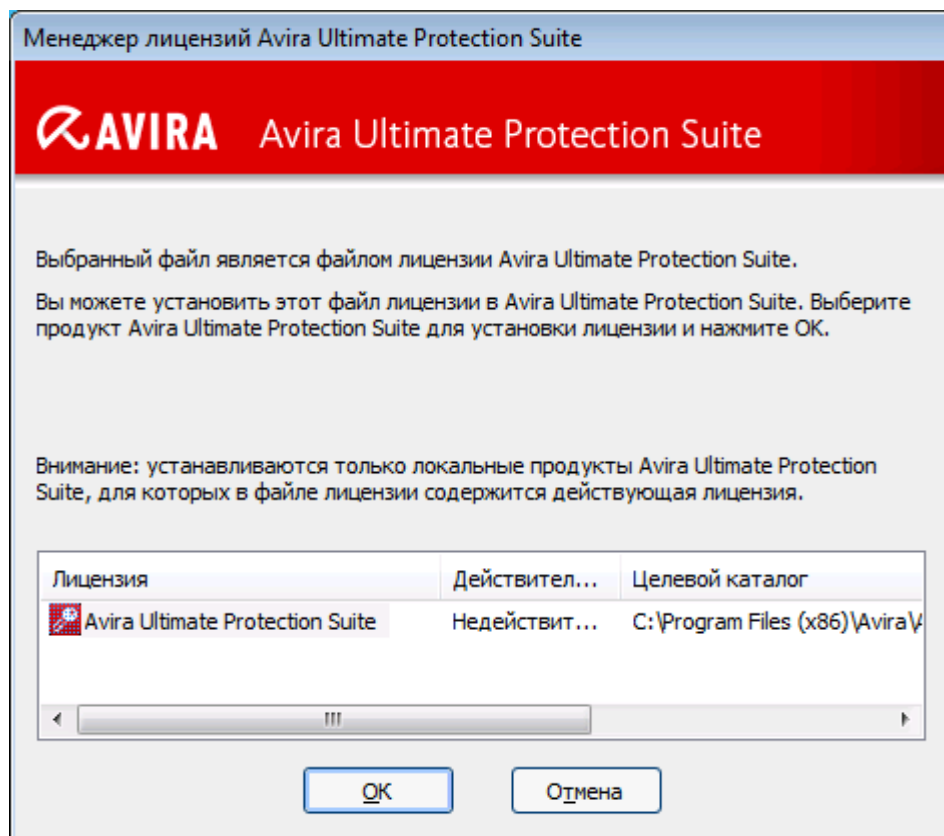 Менеджер лицензий Avira Ultimate Protection Suite
AVIRA Avira Ultimate Protection Suite
Выбранный файл является файлом лицензии Avira Ultimate Protection Suite.
Вы можете установить этот файл лицензии в Avira Ultimate Protection Suite. Выберите
продукт Avira Ultimate Protection Suite для установки лицензии и нажмите OK.
Внимание: устанавливаются только локальные продукты Avira Ultimate Protection
Suite, для которых в файле лицензии содержится действующая лицензия.
Лицензия Действител... Целевой каталог
Avira Ultimate Protection Suite Недействит... C:\Program Files (x86)\Avira\A
OK Отмена